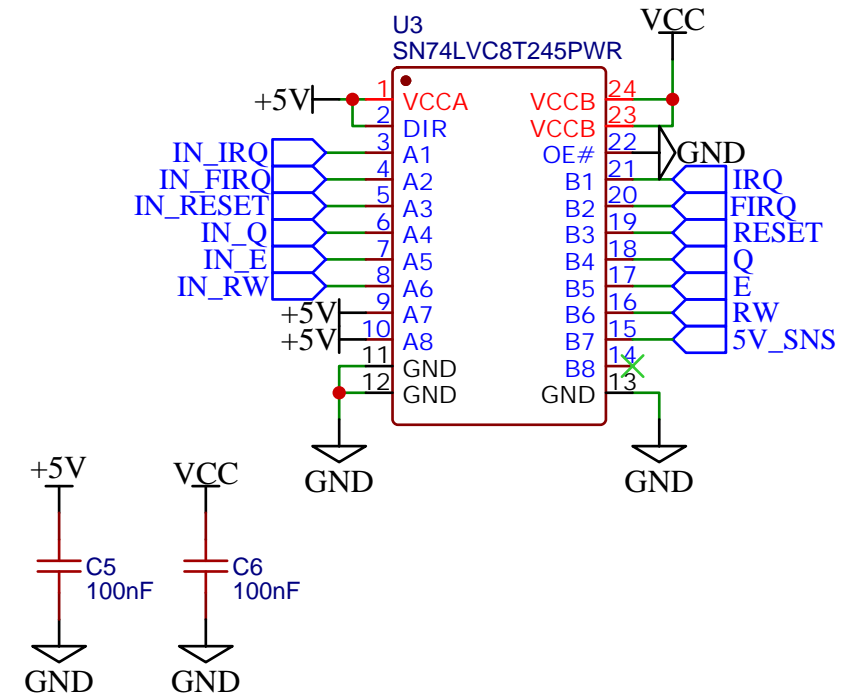 U3
SN74LVC8T245PWR
VCC
+5V 1 VCCA VCCB 24
2 DIR VCCB 23
IN_IRQ 3 A1 OE# 22 GND
IN_FIRQ 4 A2 B1 21 IRQ
IN_RESET 5 A3 B2 20 FIRQ
IN_Q 6 A4 B3 19 RESET
IN_E 7 A5 B4 18 Q
IN_RW 8 A6 B5 17 E
+5V 9 A7 B6 16 RW
+5V 10 A8 B7 15 5V_SNS
11 GND B8 14
12 GND GND 13
GND GND
+5V VCC
C5 C6
100nF 100nF
GND GND